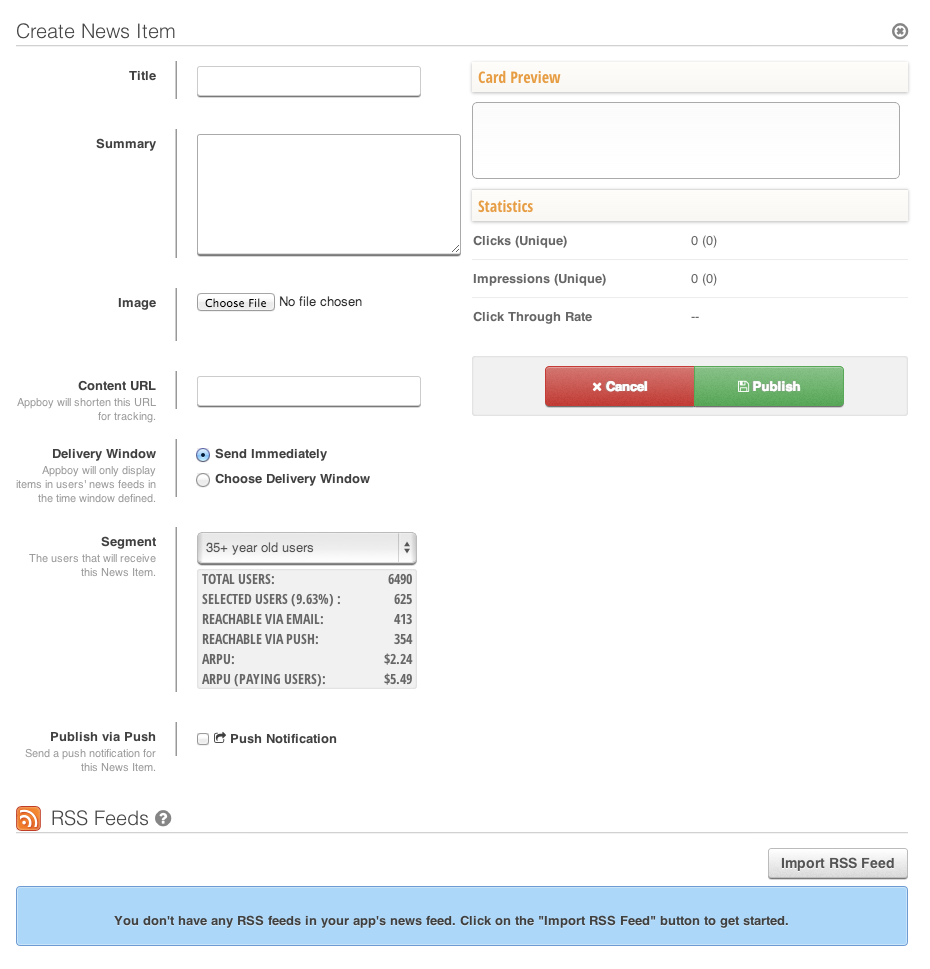 Create News Item
Title
Summary
Image
Choose File No file chosen
Content URL
Appboy will shorten this URL
for tracking.
Delivery Window
Appboy will only display
items in users' news feeds in
the time window defined.
Send Immediately
Choose Delivery Window
Segment
The users that will receive
this News Item.
35+ year old users
TOTAL USERS: 6490
SELECTED USERS (9.63%) : 625
REACHABLE VIA EMAIL: 413
REACHABLE VIA PUSH: 354
ARPU: $2.24
ARPU (PAYING USERS): $5.49
Publish via Push
Send a push notification for
this News Item.
Push Notification
Card Preview
Statistics
Clicks (Unique) 0 (0)
Impressions (Unique) 0 (0)
Click Through Rate --
Cancel Publish
RSS Feeds ?
Import RSS Feed
You don't have any RSS feeds in your app's news feed. Click on the "Import RSS Feed" button to get started.